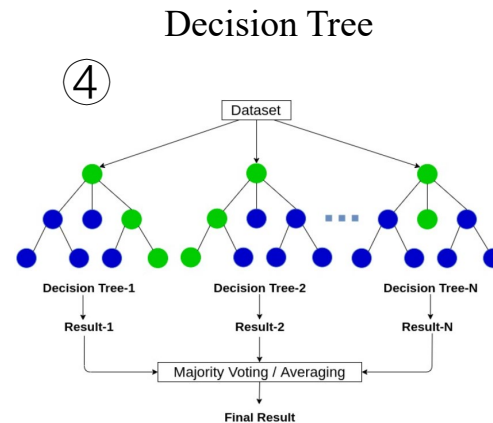 Decision Tree
④
Dataset
Decision Tree-1 Decision Tree-2 Decision Tree-N
Result-1 Result-2 Result-N
Majority Voting / Averaging
Final Result